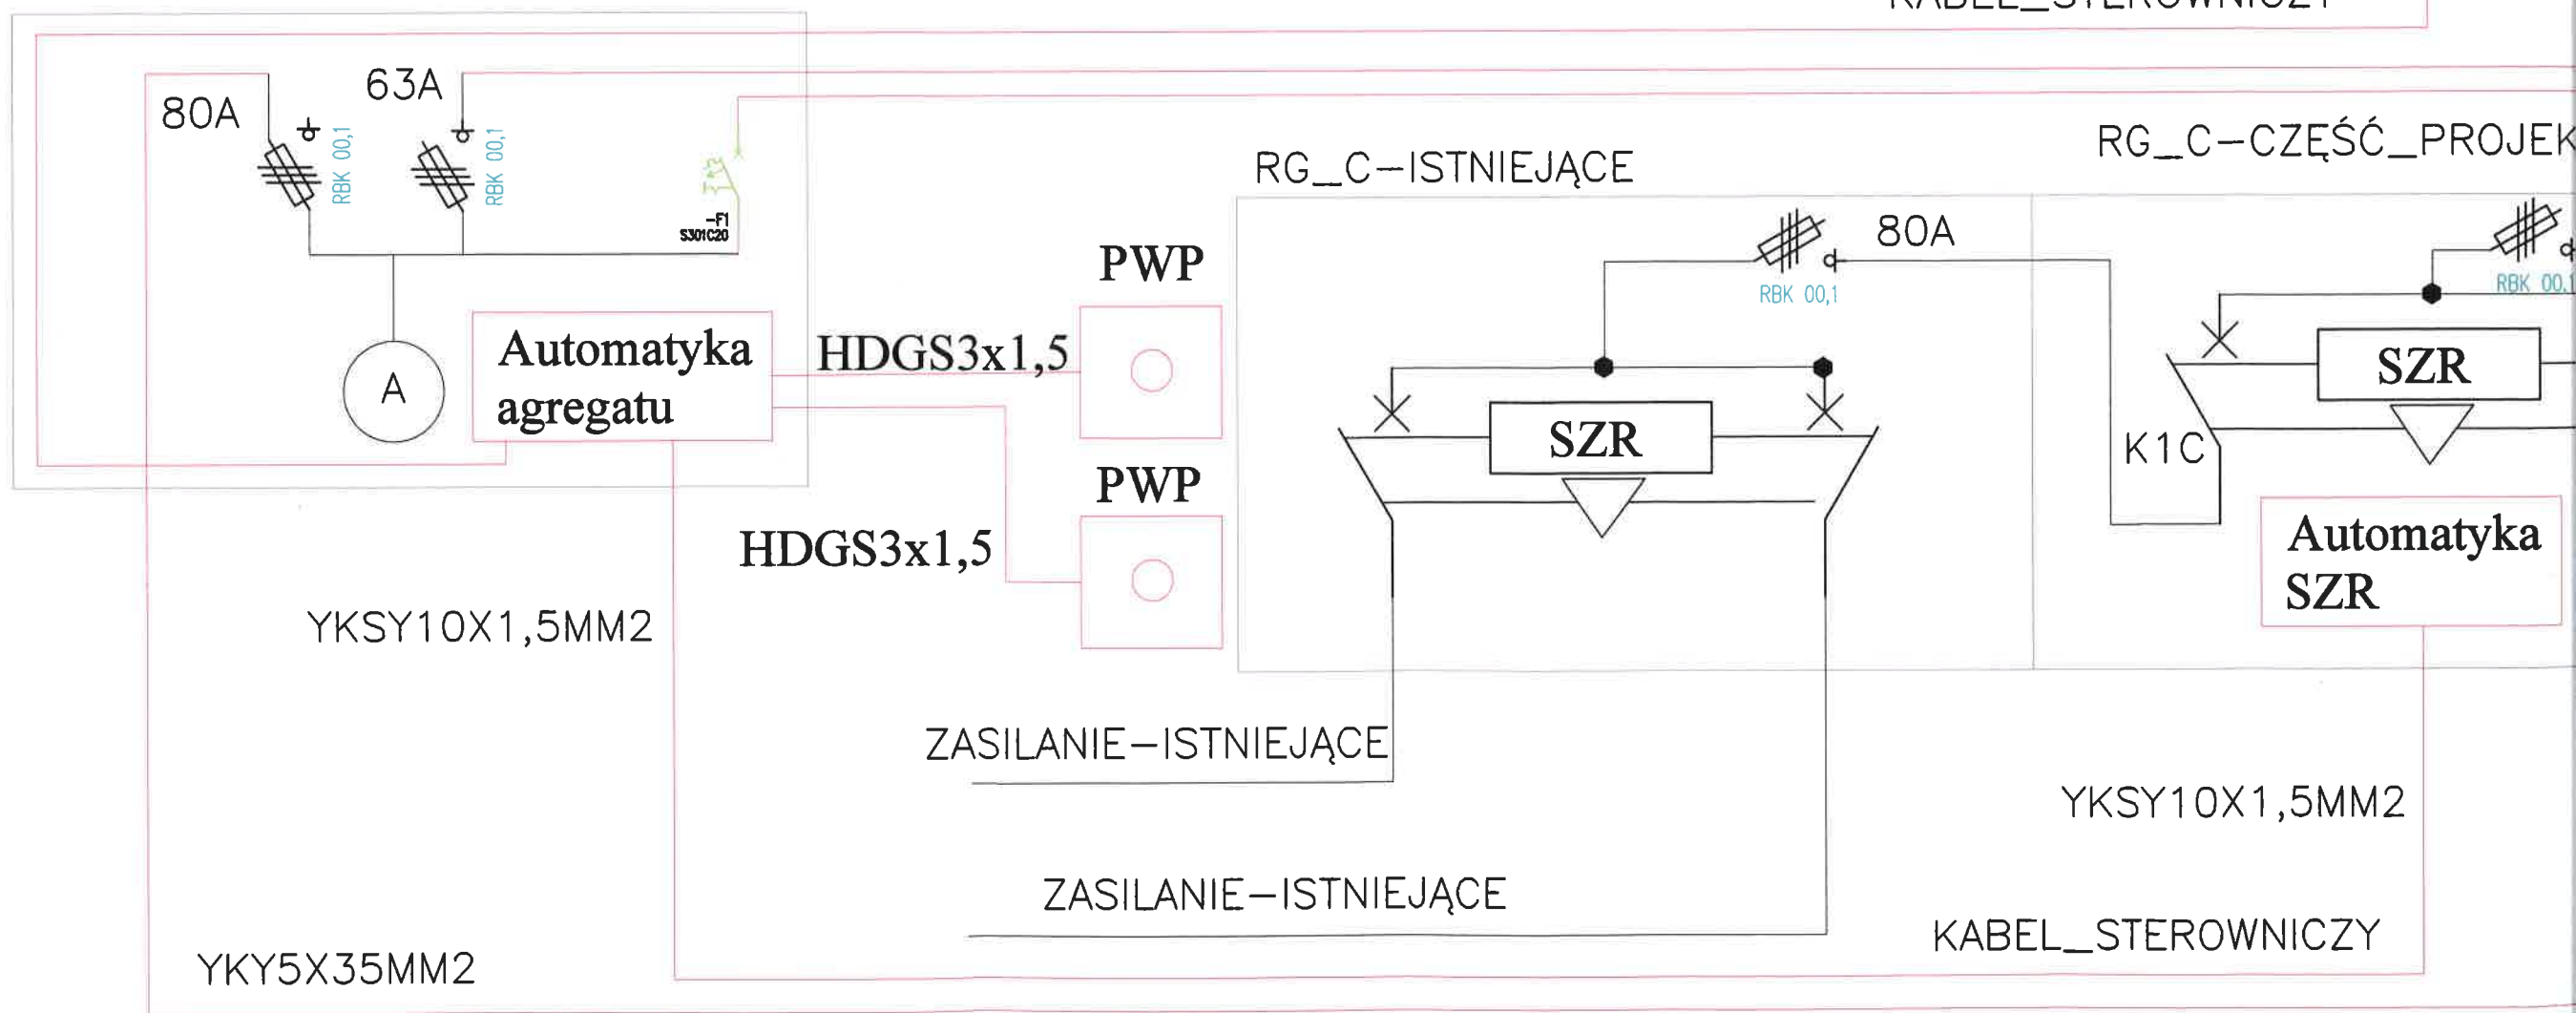 KABEL_STEROWNICZY
63A
80A
RBK 00,1
RBK 00,1
-F1
S301C20
RG_C-ISTNIEJĄCE
RG_C-CZĘŚĆ_PROJEK
80A
RBK 00,1
RBK 00,1
PWP
HDGS3x1,5
Automatyka
agregatu
A
SZR
SZR
K1C
PWP
HDGS3x1,5
Automatyka
SZR
YKSY10X1,5MM2
ZASILANIE-ISTNIEJĄCE
YKSY10X1,5MM2
ZASILANIE-ISTNIEJĄCE
KABEL_STEROWNICZY
YKY5X35MM2